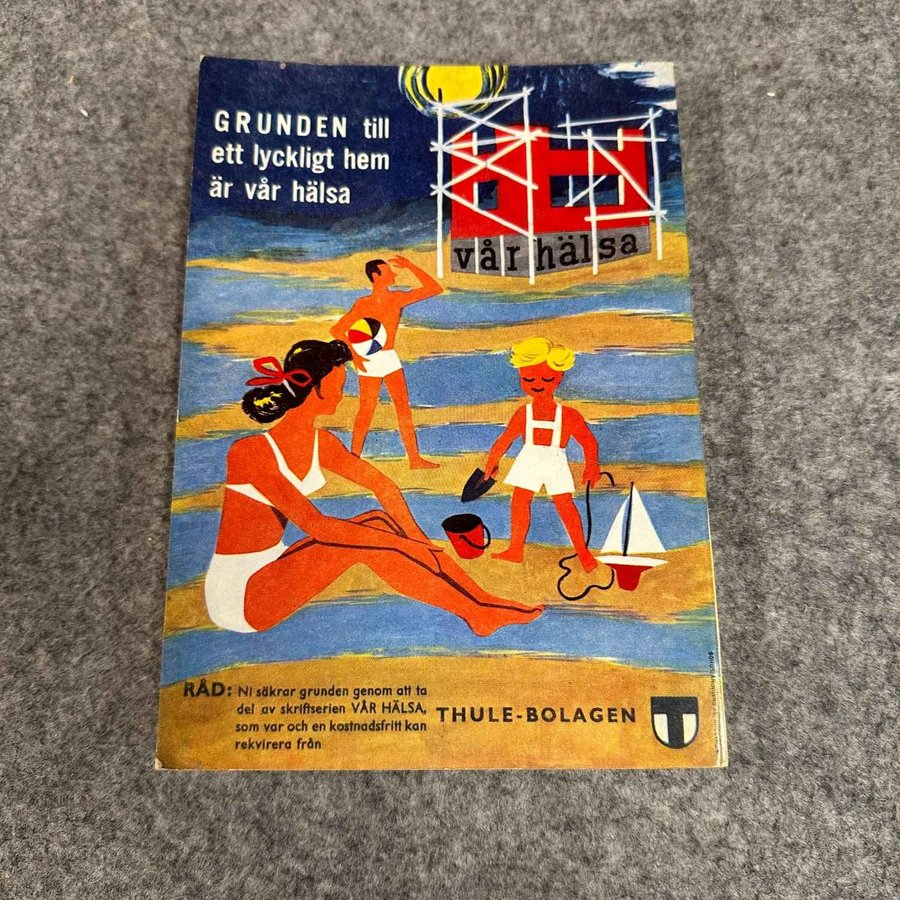 GRUNDEN till
ett lyckligt hem
är vår hälsa
vår hälsa
RÅD: Ni säkrar grunden genom att ta
del av skriftserien VÅR HÄLSA,
som var och en kostnadsfritt kan
rekvirera från
THULE-BOLAGEN
T